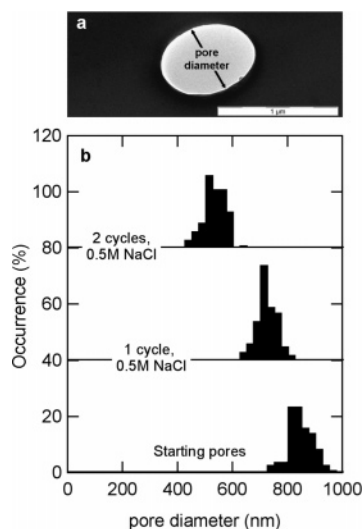 a
pore
diameter
1 µm
120
b
100
2 cycles,
0.5M NaCl
80
60
1 cycle,
0.5M NaCl
40
20
Starting pores
0
Occurrence (%)
0 200 400 600 800 1000
pore diameter (nm)